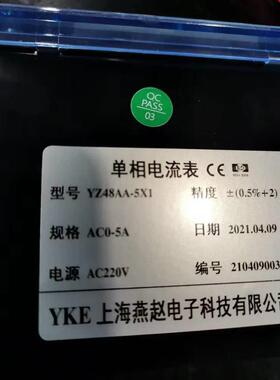 QC
PASS
03
单相电流表 CE
型号 YZ48AA-5X1 精度 ±(0.5%+2)
规格 AC0-5A 日期 2021.04.09
电源 AC220V 编号 210409003
YKE 上海燕赵电子科技有限公司